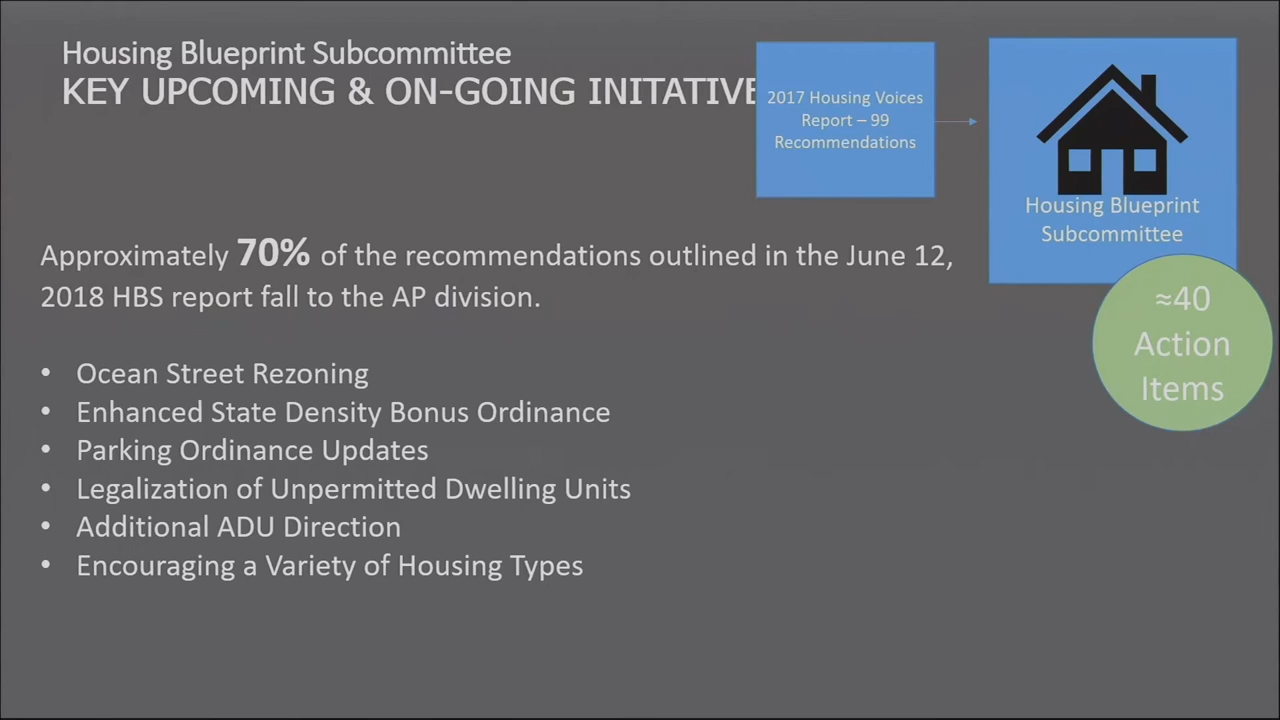 Housing Blueprint Subcommittee
KEY UPCOMING & ON-GOING INITATIVE
2017 Housing Voices
Report – 99
Recommendations
Housing Blueprint
Subcommittee
≈40
Action
Items
Approximately 70% of the recommendations outlined in the June 12,
2018 HBS report fall to the AP division.
• Ocean Street Rezoning
• Enhanced State Density Bonus Ordinance
• Parking Ordinance Updates
• Legalization of Unpermitted Dwelling Units
• Additional ADU Direction
• Encouraging a Variety of Housing Types